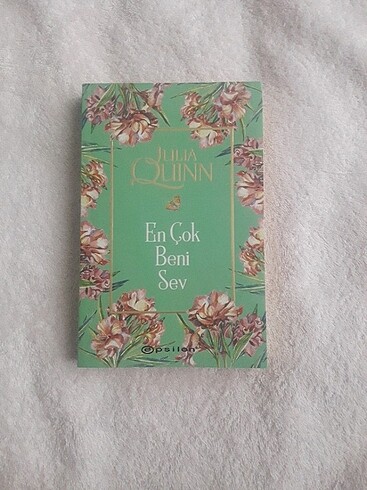 JULIA
QUINN
En Çok
Beni
Sev
epsilon